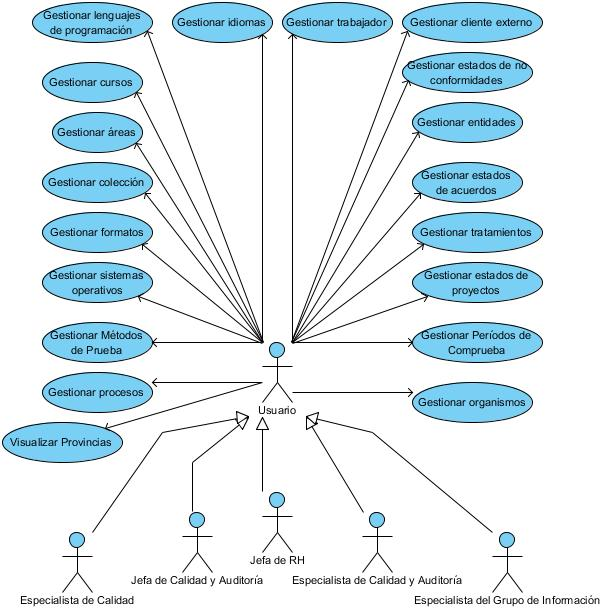 Gestionar lenguajes
de programación
Gestionar idiomas
Gestionar trabajador
Gestionar cliente externo
Gestionar cursos
Gestionar estados de no
conformidades
Gestionar áreas
Gestionar entidades
Gestionar colección
Gestionar estados
de acuerdos
Gestionar formatos
Gestionar tratamientos
Gestionar sistemas
operativos
Gestionar estados de
proyectos
Gestionar Métodos
de Prueba
Gestionar Períodos de
Comprueba
Gestionar procesos
Usuario
Gestionar organismos
Visualizar Provincias
Especialista de Calidad
Jefa de Calidad y Auditoría
Jefa de RH
Especialista de Calidad y Auditoría
Especialista del Grupo de Información